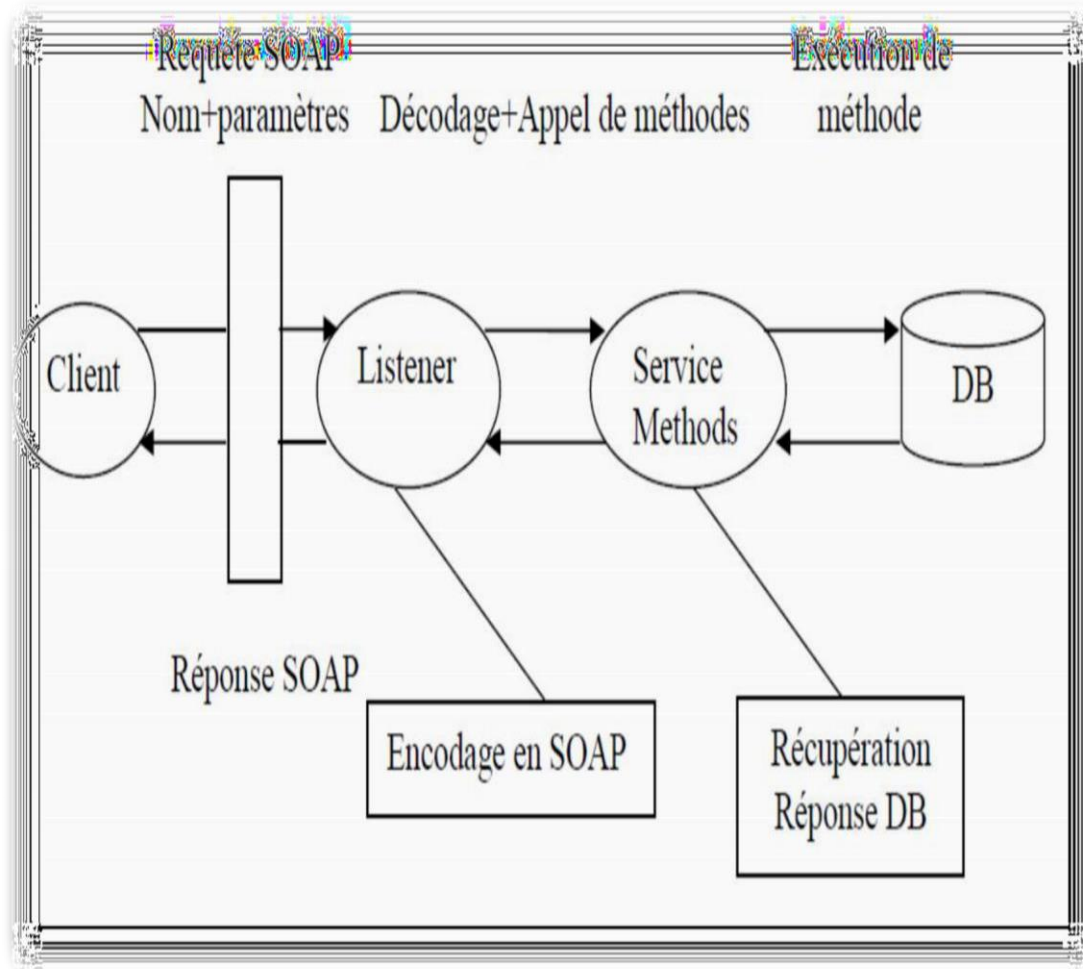 Requête SOAP
Nom+paramètres
Décodage+Appel de méthodes
Exécution de
méthode
Client
Listener
Service
Methods
DB
Réponse SOAP
Encodage en SOAP
Récupération
Réponse DB